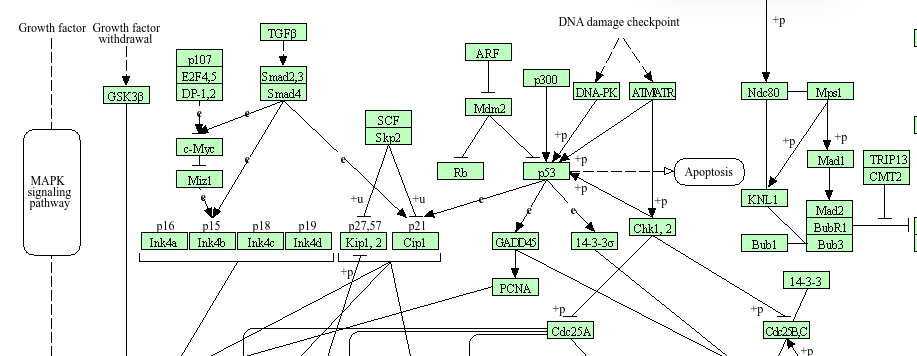 Growth factor
Growth factor
withdrawal
TGFβ
DNA damage checkpoint
+p
p107
E2F4,5
DP-1,2
GSK3β
Smad2,3
Smad4
ARF
p300
DNA-PK
ATMATR
Ndc80
Mps1
Mdm2
e
e
SCF
Skp2
c-Myc
Miz1
+p
+p
+p
+p
Rb
p53
+p
Apoptosis
Mad1
TRIP13
CMT2
MAPK
signaling
pathway
e
e
e
+u
+u
e
e
e
+p
KNL1
Mad2
BubR1
Bub3
Bub1
p16
Ink4a
p15
Ink4b
p18
Ink4c
p19
Ink4d
p27,57
Kip1, 2
p21
Cip1
GADD45
14-3-3σ
Chk1, 2
+p
PCNA
14-3-3
+p
+p
Cdc25A
Cdc25B,C
+p